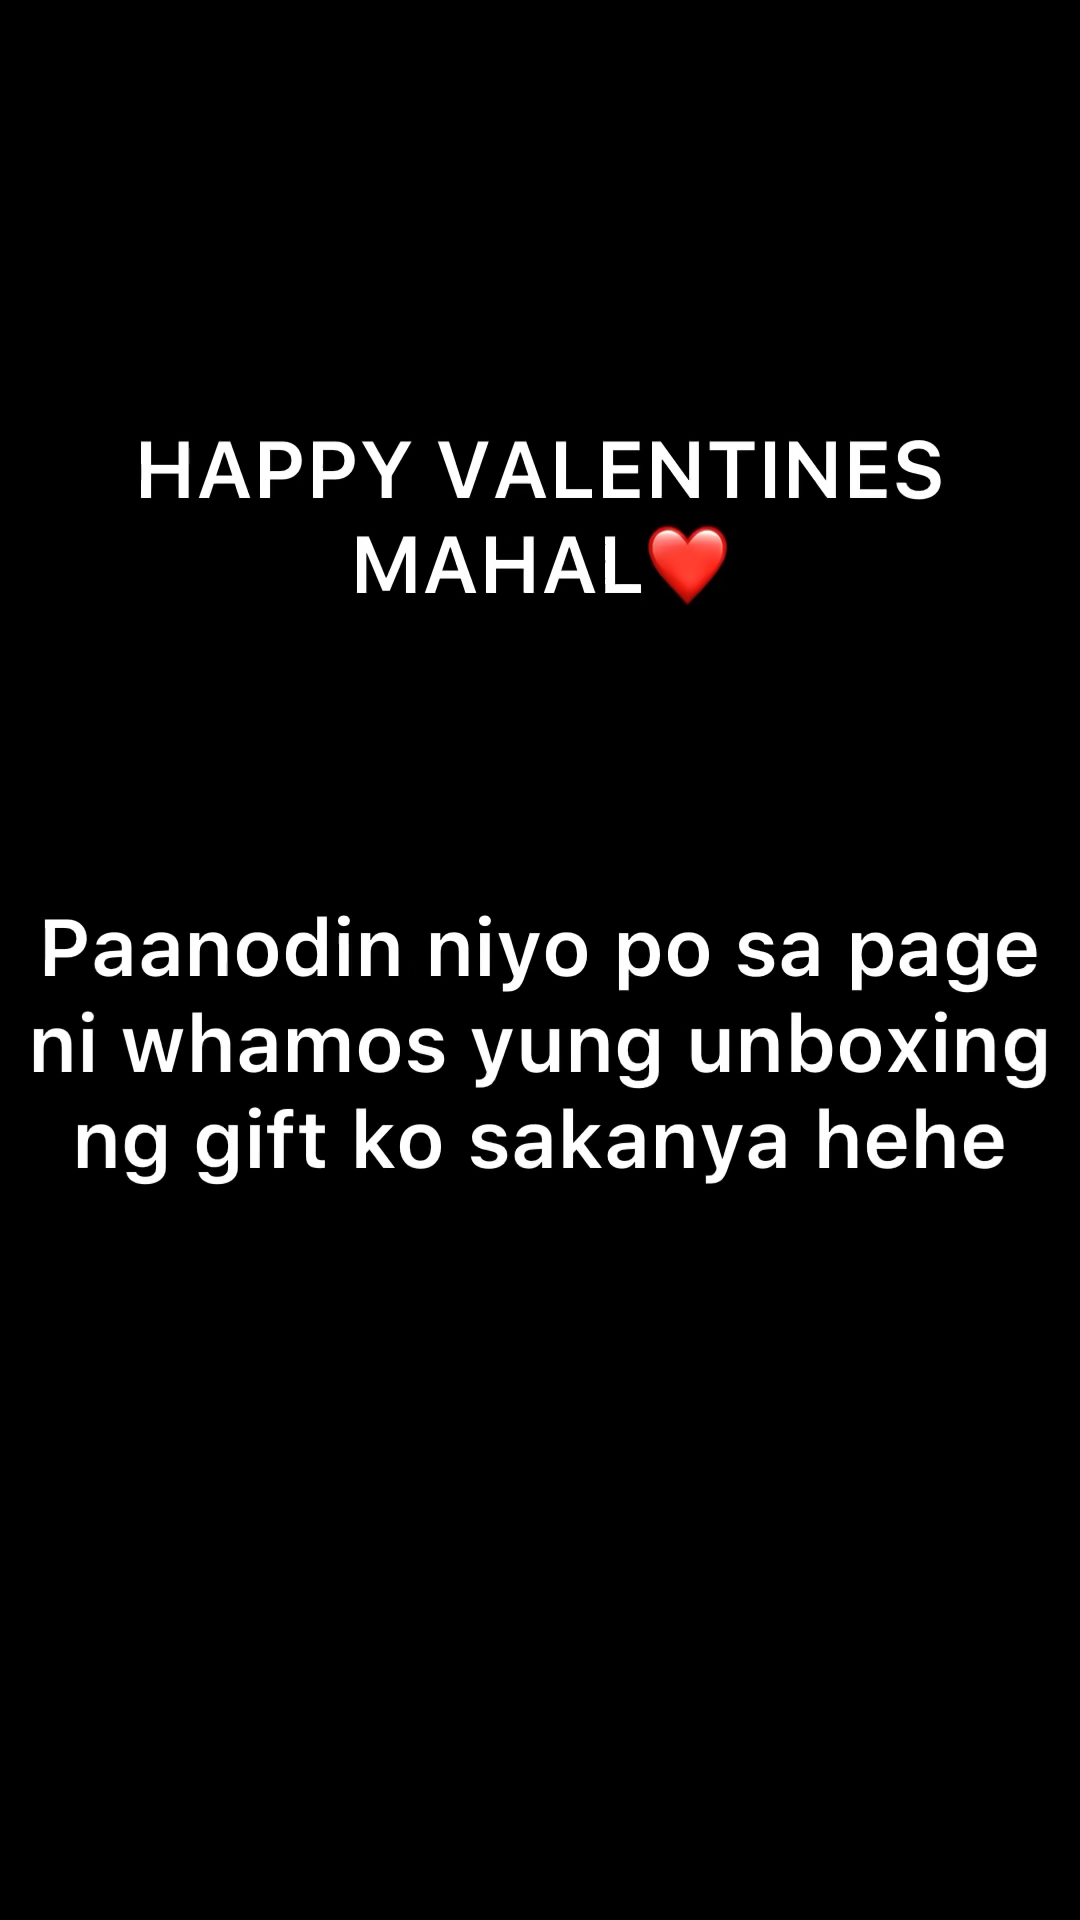 HAPPY VALENTINES
MAHAL❤️
Paanodin niyo po sa page
ni whamos yung unboxing
ng gift ko sakanya hehe